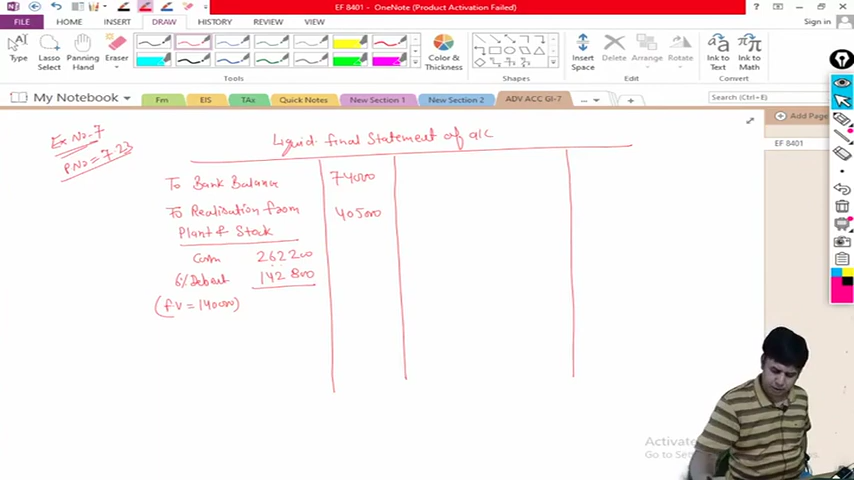 EF 8401 - OneNote (Product Activation Failed)
FILE HOME INSERT DRAW HISTORY REVIEW VIEW
Sign in
Type
Lasso Select
Panning Hand
Eraser
Color & Thickness
Insert Space
Delete
Arrange
Rotate
Ink to Text
Ink to Math
Tools
Shapes
Edit
Convert
My Notebook
Fm
EIS
TAx
Quick Notes
New Section 1
New Section 2
ADV ACC GI-7
Search (Ctrl+E)
Add Page
EF 8401
Ex No-7
P.No = 7.23
Liquid. final Statement of a/c
To Bank Balance 74000
To Realisation from 405000
Plant & Stock
Cash 262200
6% Debent 142800
(FV = 140000)
Activate
Go to Se